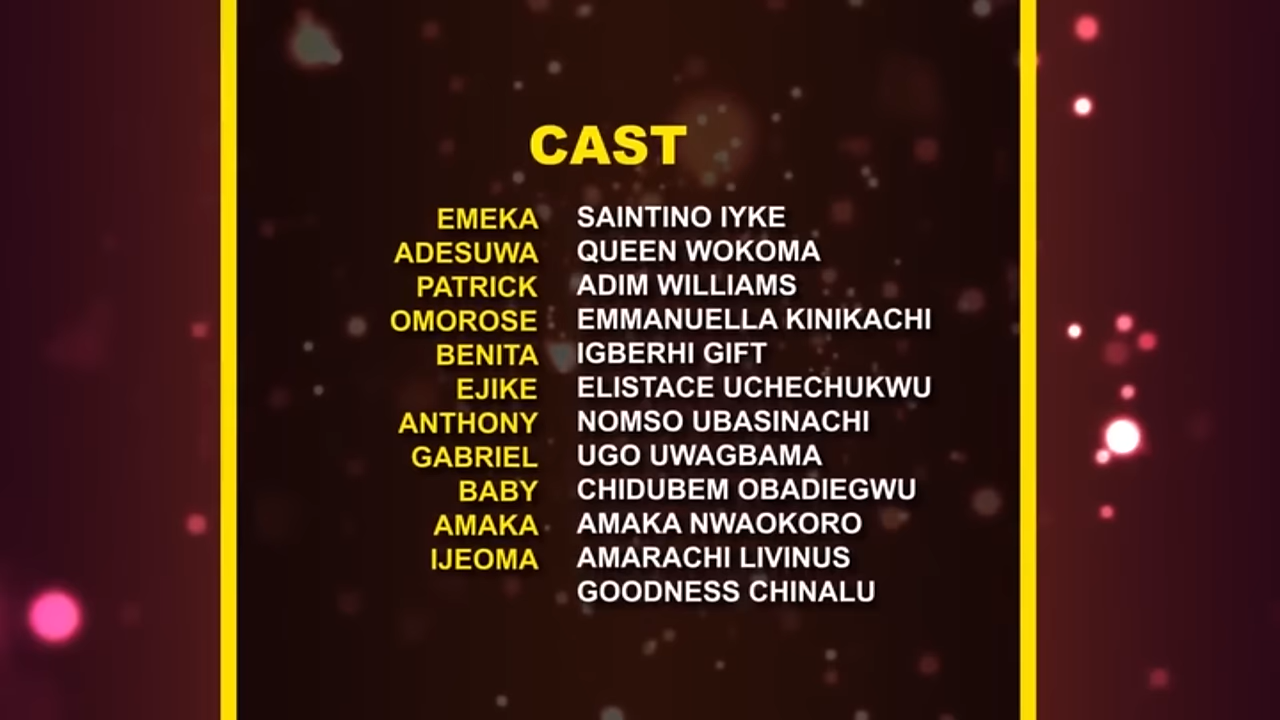 CAST
EMEKA SAINTINO IYKE
ADESUWA QUEEN WOKOMA
PATRICK ADIM WILLIAMS
OMOROSE EMMANUELLA KINIKACHI
BENITA IGBERHI GIFT
EJIKE ELISTACE UCHECHUKWU
ANTHONY NOMSO UBASINACHI
GABRIEL UGO UWAGBAMA
BABY CHIDUBEM OBADIEGWU
AMAKA AMAKA NWAOKORO
IJEOMA AMARACHI LIVINUS
GOODNESS CHINALU